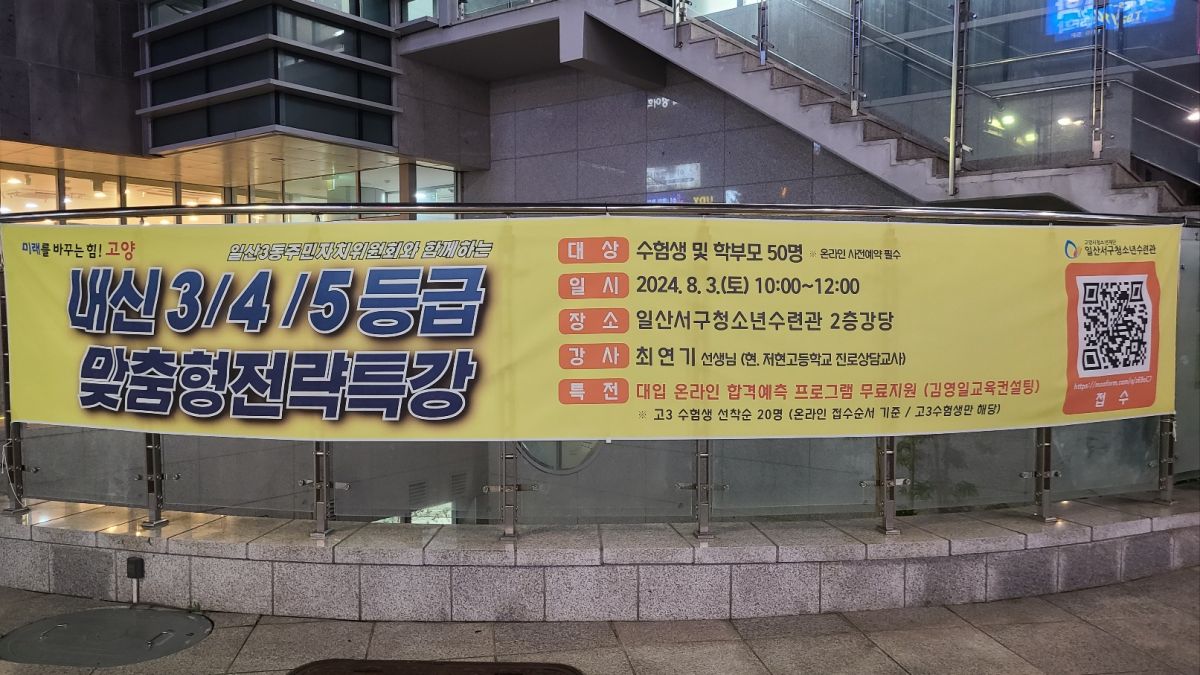 미래를 바꾸는 힘! 고양
일산3동주민자치위원회와 함께하는
내신 3/4/5등급
맞춤형전략특강
대상 수험생 및 학부모 50명 ※ 온라인 사전예약 필수
일시 2024. 8. 3.(토) 10:00~12:00
장소 일산서구청소년수련관 2층강당
강사 최연기 선생님 (현. 저현고등학교 진로상담교사)
특전 대입 온라인 합격예측 프로그램 무료지원 (김영일교육컨설팅)
※ 고3 수험생 선착순 20명 (온라인 접수순서 기준 / 고3수험생만 해당)
고양시청소년재단
일산서구청소년수련관
접수